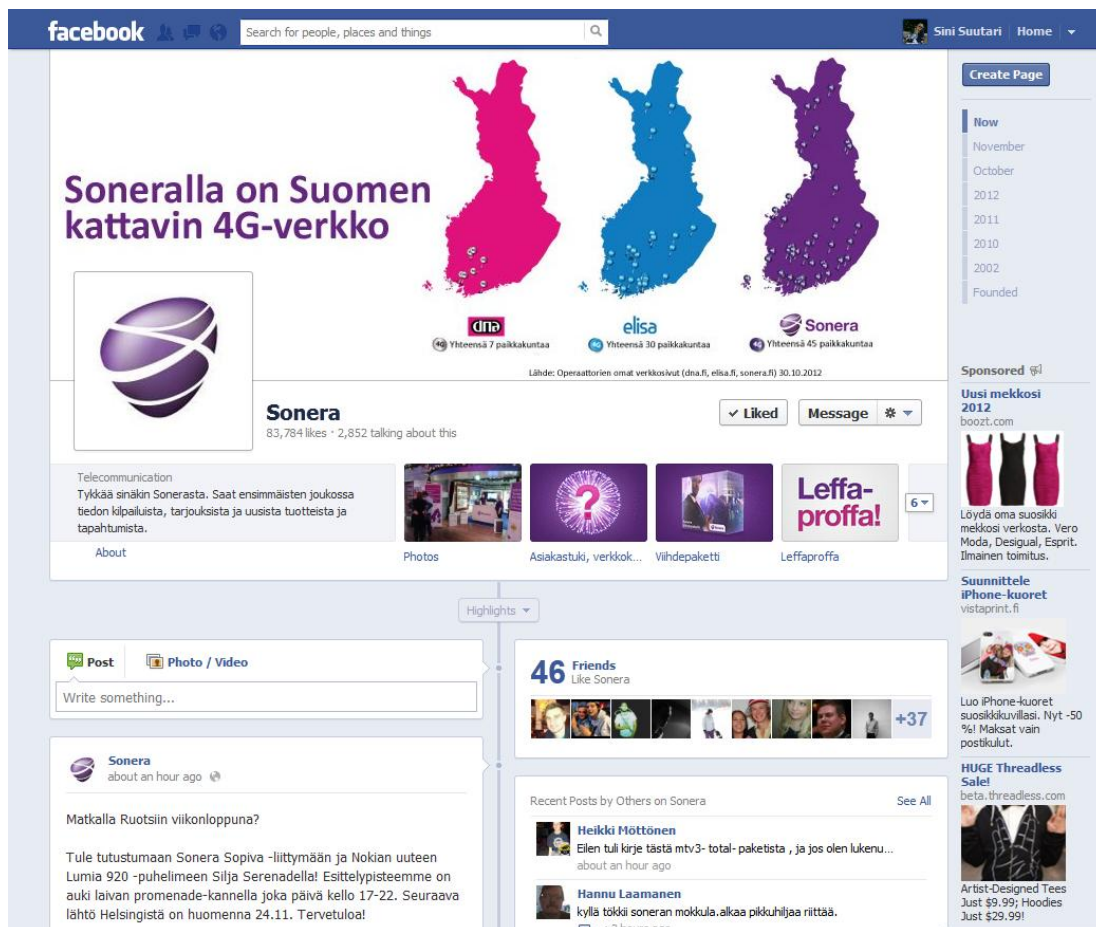 facebook
Search for people, places and things
Sini Suutari
Home
Create Page
Now
November
October
2012
2011
2010
2002
Founded
Soneralla on Suomen
kattavin 4G-verkko
dna
4G Yhteensä 7 paikkakuntaa
elisa
4G Yhteensä 30 paikkakuntaa
Sonera
4G Yhteensä 45 paikkakuntaa
Lähde: Operaattorien omat verkkosivut (dna.fi, elisa.fi, sonera.fi) 30.10.2012
Sonera
83,784 likes · 2,852 talking about this
Liked
Message
Telecommunication
Tykkää sinäkin Sonerasta. Saat ensimmäisten joukossa
tiedon kilpailuista, tarjouksista ja uusista tuotteista ja
tapahtumista.
About
Photos
?
Asiakastuki, verkkok...
Viihdepaketti
Leffa-
proffa!
Leffaproffa
6
Highlights
Post
Photo / Video
Write something...
Sonera
about an hour ago
Matkalla Ruotsiin viikonloppuna?
Tule tutustumaan Sonera Sopiva -liittymään ja Nokian uuteen
Lumia 920 -puhelimeen Silja Serenadella! Esittelypisteemme on
auki laivan promenade-kannella joka päivä kello 17-22. Seuraava
lähtö Helsingistä on huomenna 24.11. Tervetuloa!
46 Friends
Like Sonera
+37
Recent Posts by Others on Sonera
See All
Heikki Möttönen
Eilen tuli kirje tästä mtv3- total- paketista , ja jos olen lukenu...
about an hour ago
Hannu Laamanen
kyllä tökkii soneran mokkula.alkaa pikkuhiljaa riittää.
Sponsored
Uusi mekkosi
2012
boozt.com
Löydä oma suosikki
mekkosi verkosta. Vero
Moda, Desigual, Esprit.
Ilmainen toimitus.
Suunnittele
iPhone-kuoret
vistaprint.fi
Luo iPhone-kuoret
suosikkikuvillasi. Nyt -50
%! Maksat vain
postikulut.
HUGE Threadless
Sale!
beta.threadless.com
Artist-Designed Tees
Just $9.99; Hoodies
Just $29.99!